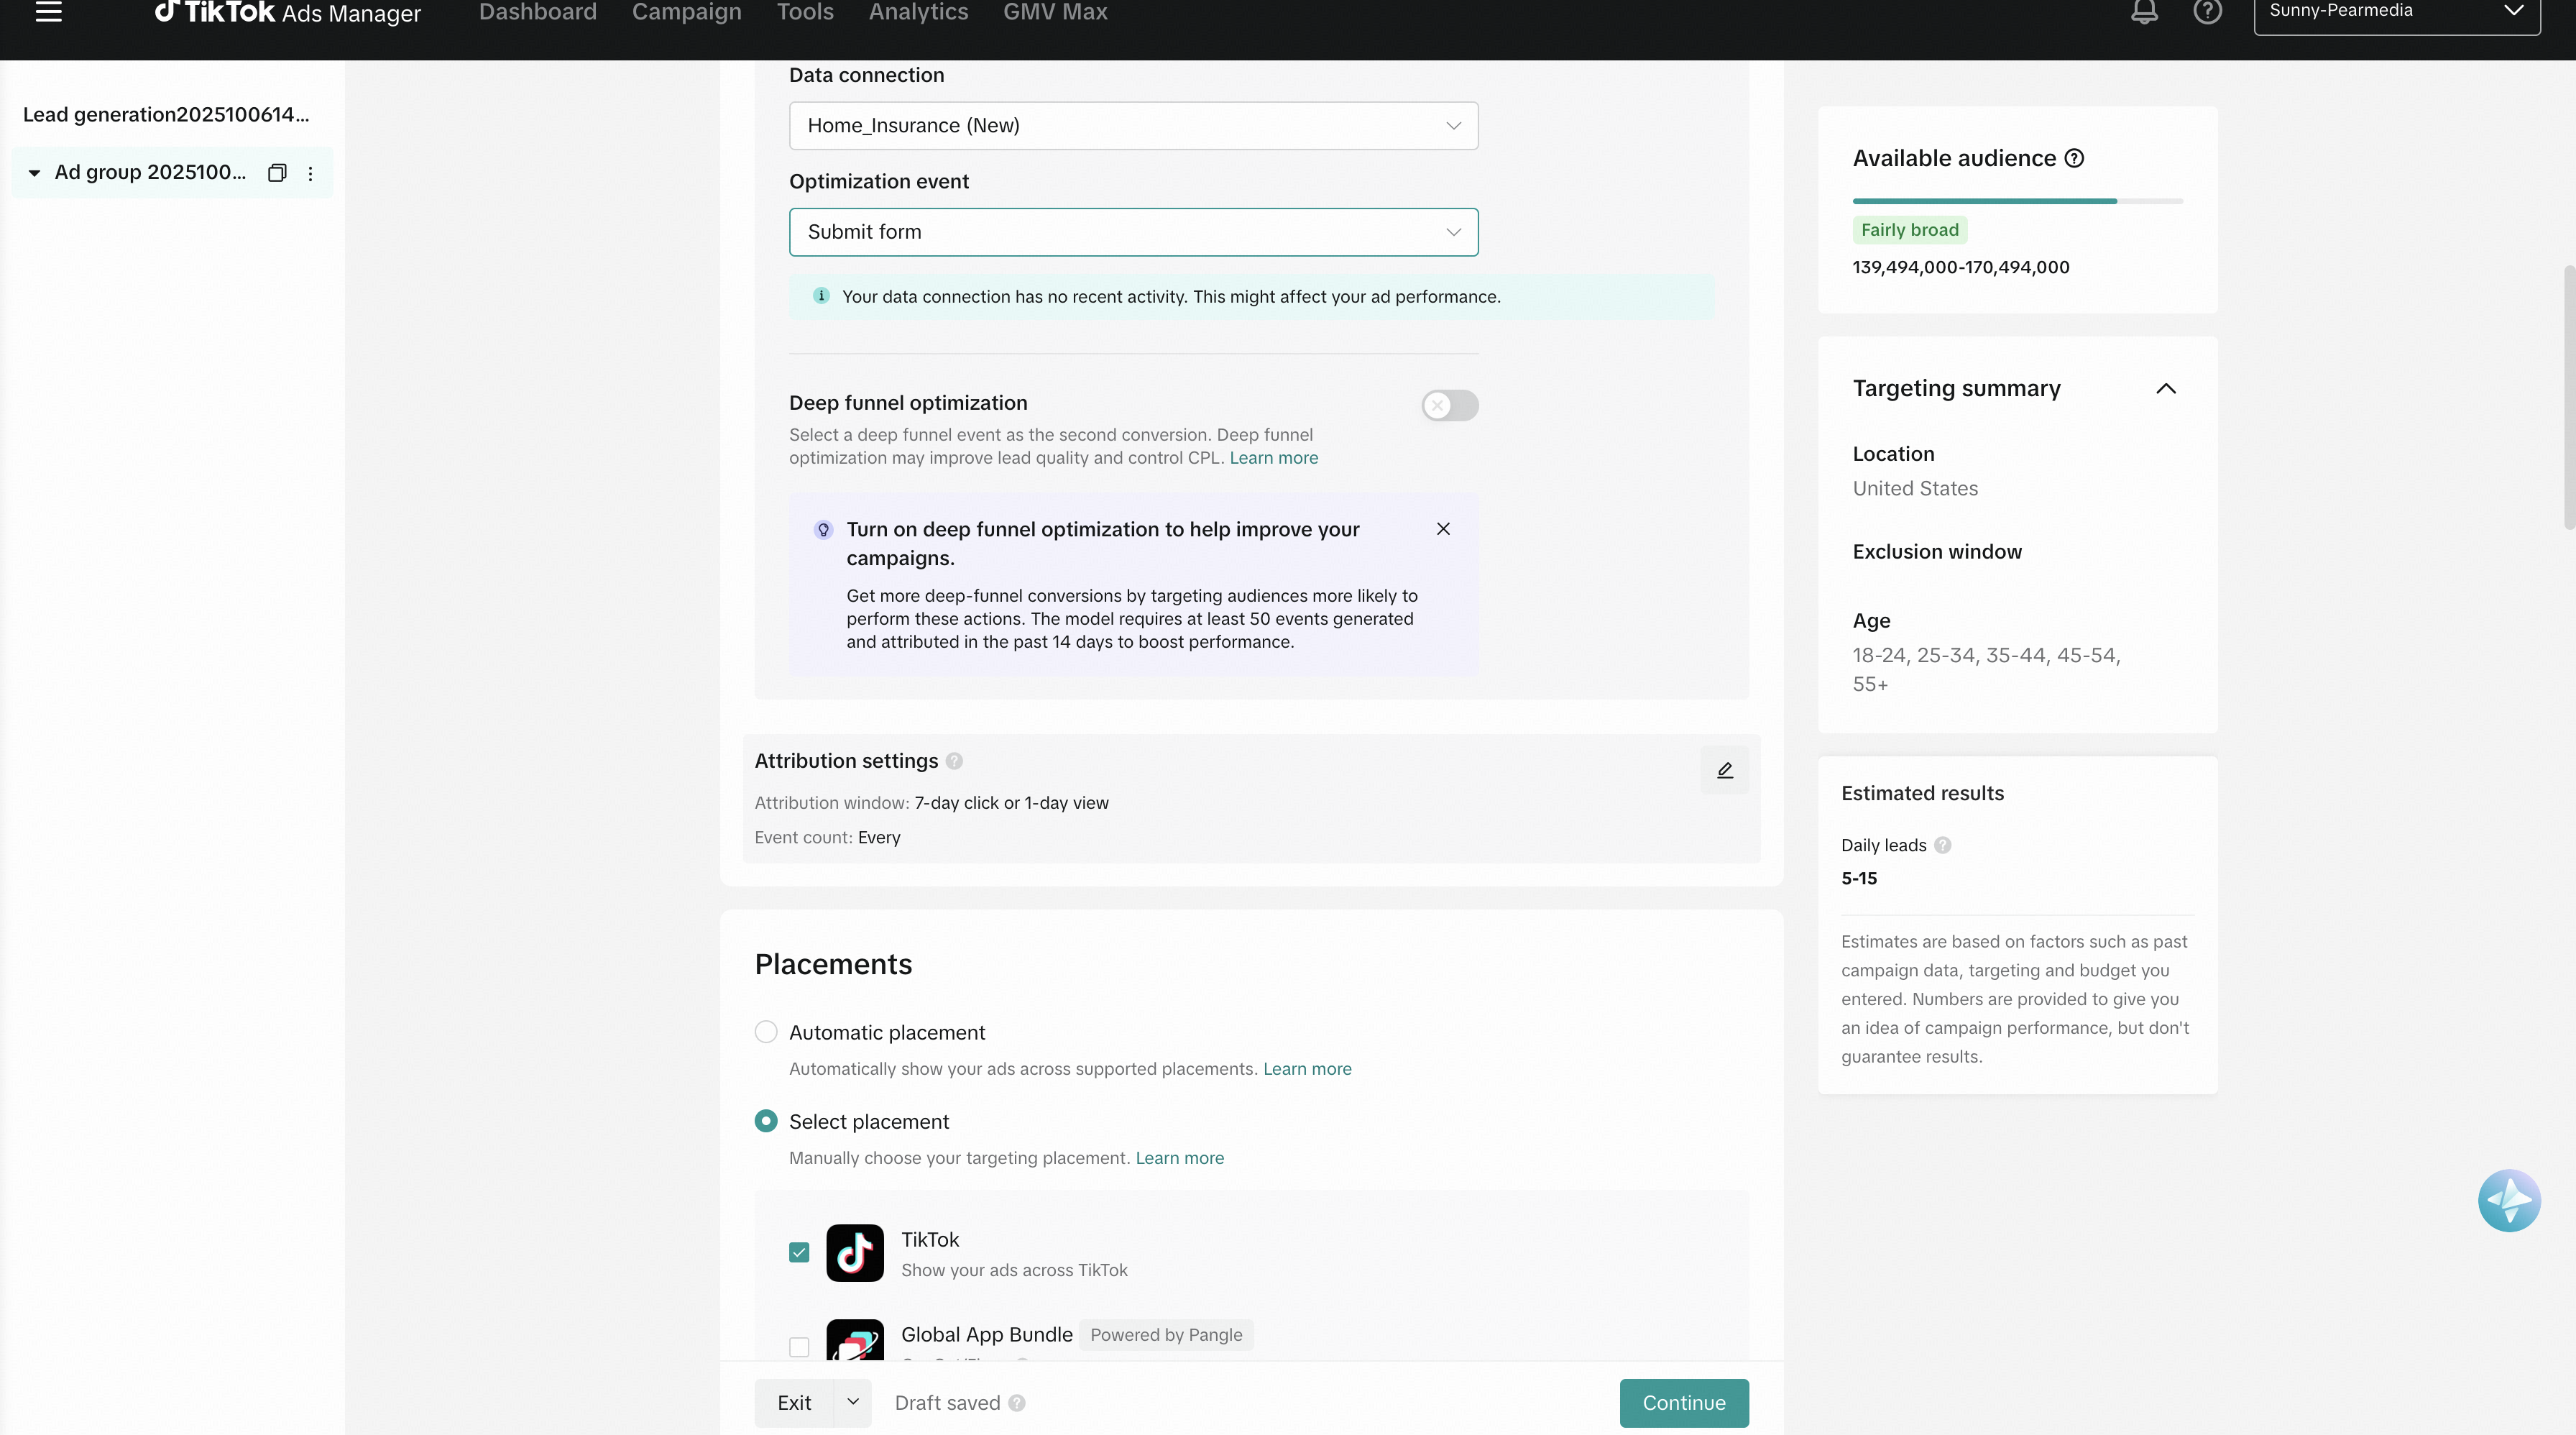 TikTok Ads Manager
Dashboard
Campaign
Tools
Analytics
GMV Max
Sunny-Pearmedia
Lead generation2025100614...
Ad group 2025100...
Data connection
Home_Insurance (New)
Optimization event
Submit form
Your data connection has no recent activity. This might affect your ad performance.
Deep funnel optimization
Select a deep funnel event as the second conversion. Deep funnel
optimization may improve lead quality and control CPL. Learn more
Turn on deep funnel optimization to help improve your
campaigns.
Get more deep-funnel conversions by targeting audiences more likely to
perform these actions. The model requires at least 50 events generated
and attributed in the past 14 days to boost performance.
Attribution settings
Attribution window: 7-day click or 1-day view
Event count: Every
Placements
Automatic placement
Automatically show your ads across supported placements. Learn more
Select placement
Manually choose your targeting placement. Learn more
TikTok
Show your ads across TikTok
Global App Bundle Powered by Pangle
Exit
Draft saved
Continue
Available audience
Fairly broad
139,494,000-170,494,000
Targeting summary
Location
United States
Exclusion window
Age
18-24, 25-34, 35-44, 45-54,
55+
Estimated results
Daily leads
5-15
Estimates are based on factors such as past
campaign data, targeting and budget you
entered. Numbers are provided to give you
an idea of campaign performance, but don't
guarantee results.